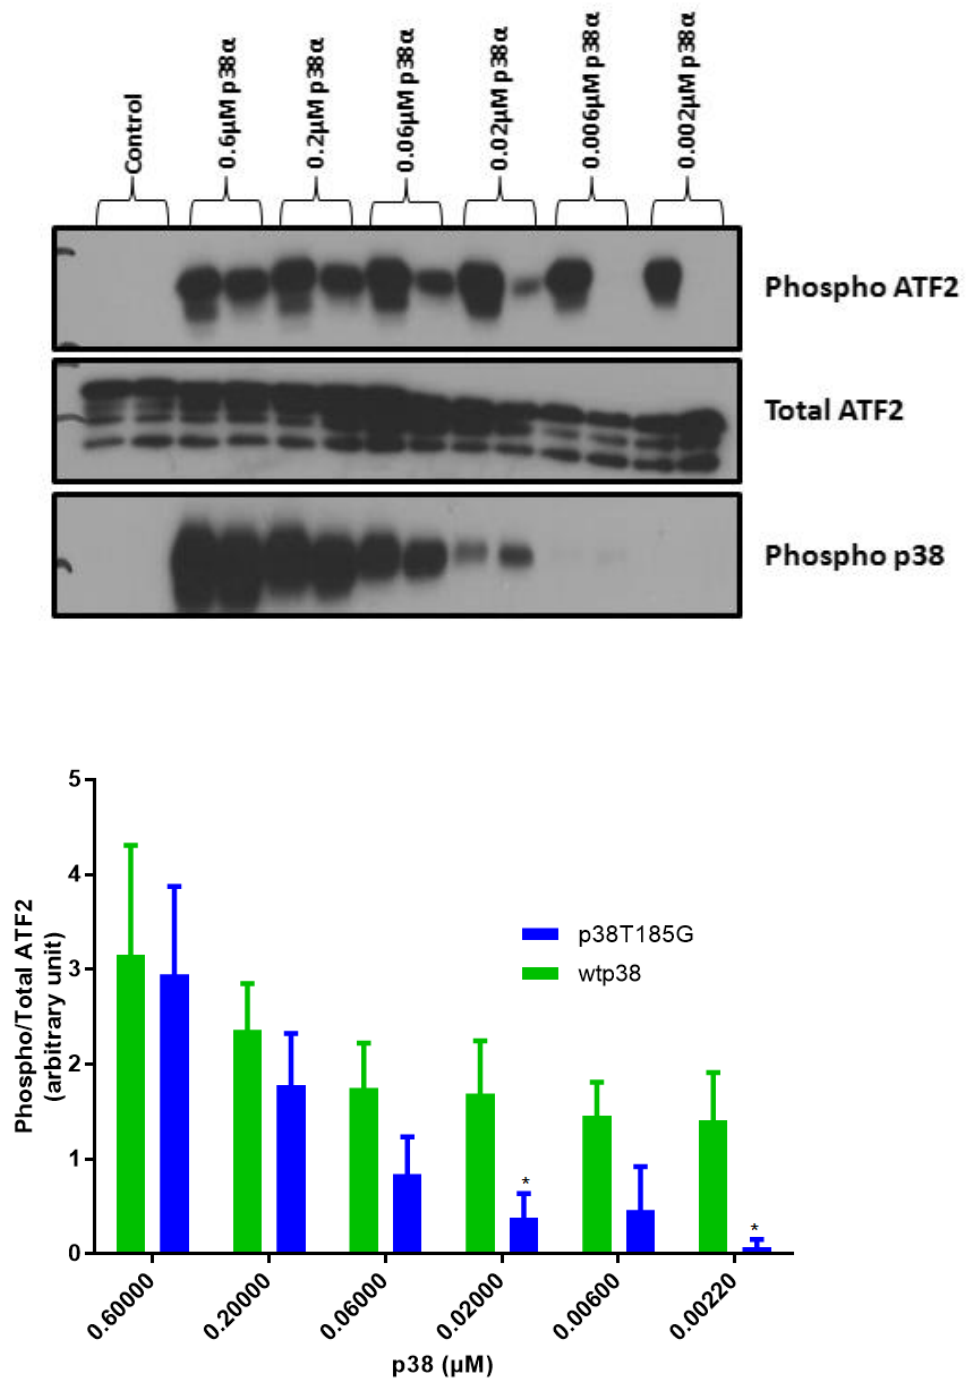 Control
0.6μM p38α
0.2μM p38α
0.06μM p38α
0.02μM p38α
0.006μM p38α
0.002μM p38α
Phospho ATF2
Total ATF2
Phospho p38
Phospho/Total ATF2
(arbitrary unit)
5
4
3
2
1
0
p38T185G
wtp38
*
*
0.60000
0.20000
0.06000
0.02000
0.00600
0.00220
p38 (μM)